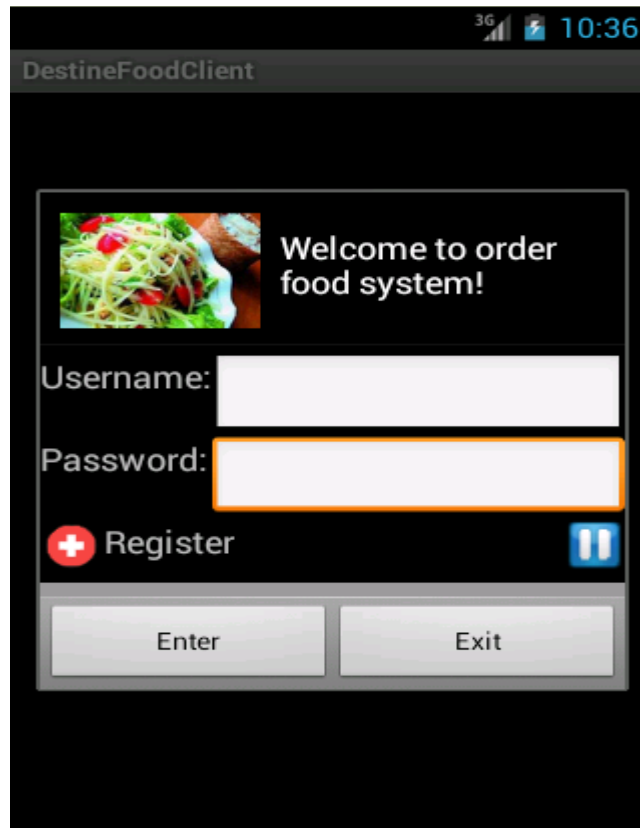 3G 10:36
DestineFoodClient
Welcome to order
food system!
Username:
Password:
Register
Enter Exit